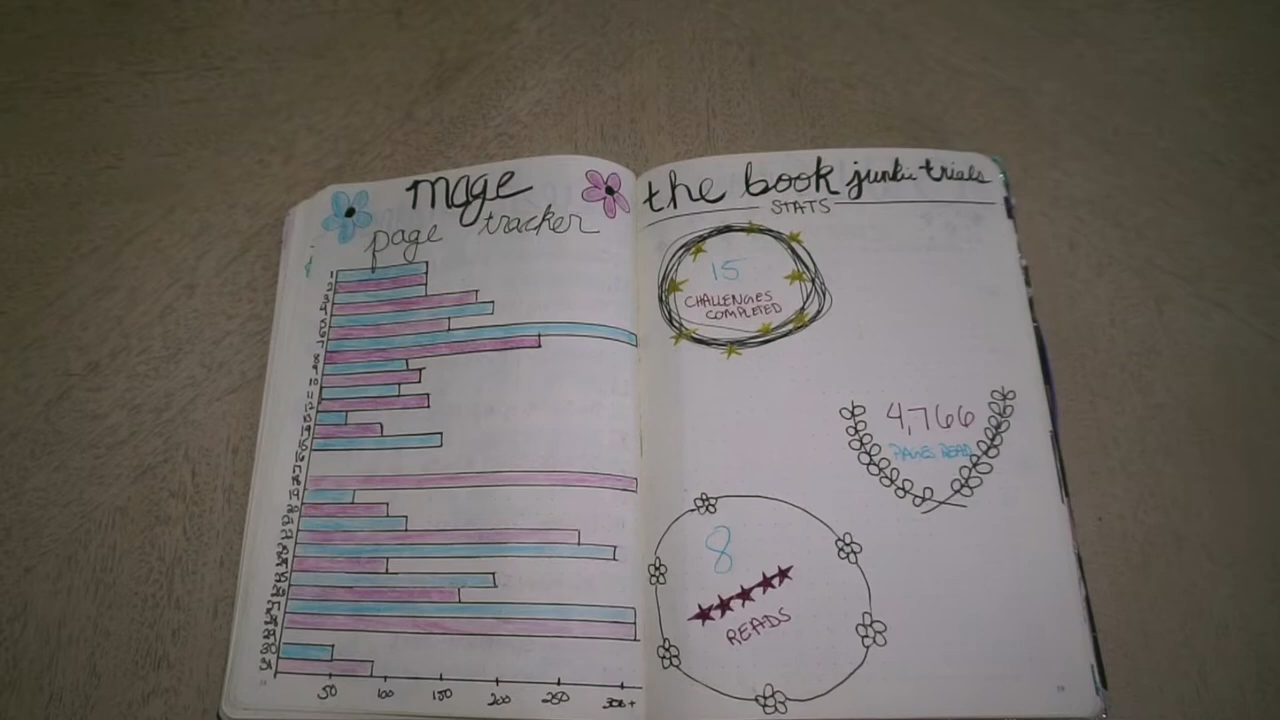 mage
page tracker
50 100 150 200 250 300+
the book junkie trials
STATS
15
CHALLENGES
COMPLETED
4,766
PAGES READ
8
READS